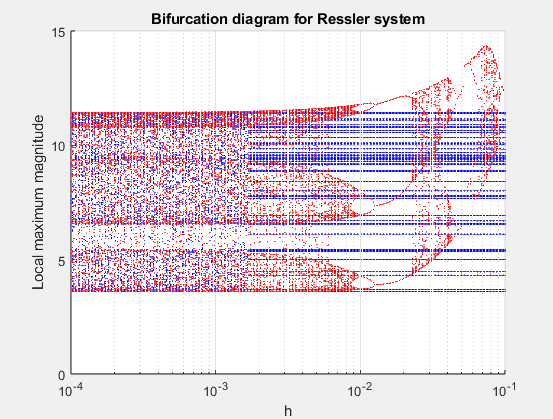 Bifurcation diagram for Ressler system
Local maximum magnitude
15
10
5
0
10-4
10-3
10-2
10-1
h